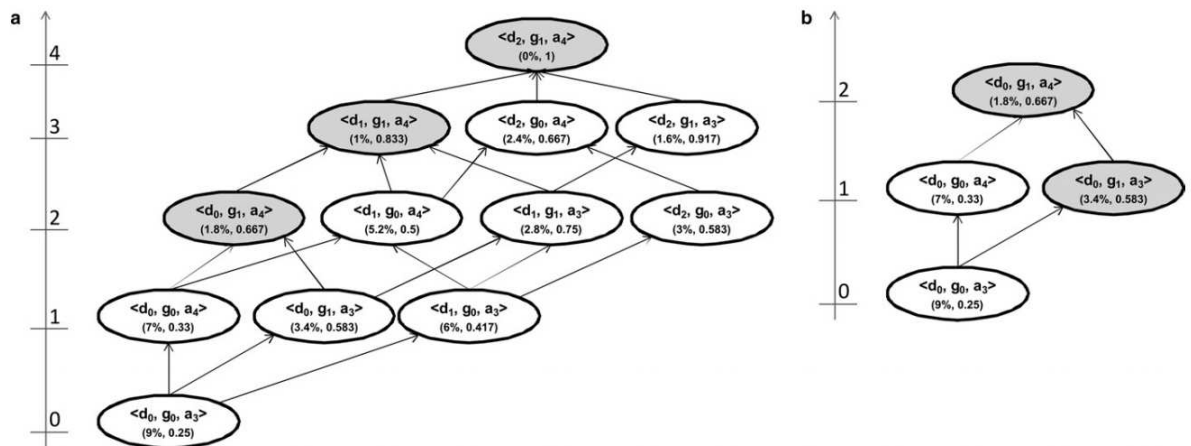 a
4
<d₂, g₁, a₄>
(0%, 1)
3
<d₁, g₁, a₄>
(1%, 0.833)
<d₂, g₀, a₄>
(2.4%, 0.667)
<d₂, g₁, a₃>
(1.6%, 0.917)
2
<d₀, g₁, a₄>
(1.8%, 0.667)
<d₁, g₀, a₄>
(5.2%, 0.5)
<d₁, g₁, a₃>
(2.8%, 0.75)
<d₂, g₀, a₃>
(3%, 0.583)
1
<d₀, g₀, a₄>
(7%, 0.33)
<d₀, g₁, a₃>
(3.4%, 0.583)
<d₁, g₀, a₃>
(6%, 0.417)
0
<d₀, g₀, a₃>
(9%, 0.25)
b
2
<d₀, g₁, a₄>
(1.8%, 0.667)
1
<d₀, g₀, a₄>
(7%, 0.33)
<d₀, g₁, a₃>
(3.4%, 0.583)
0
<d₀, g₀, a₃>
(9%, 0.25)